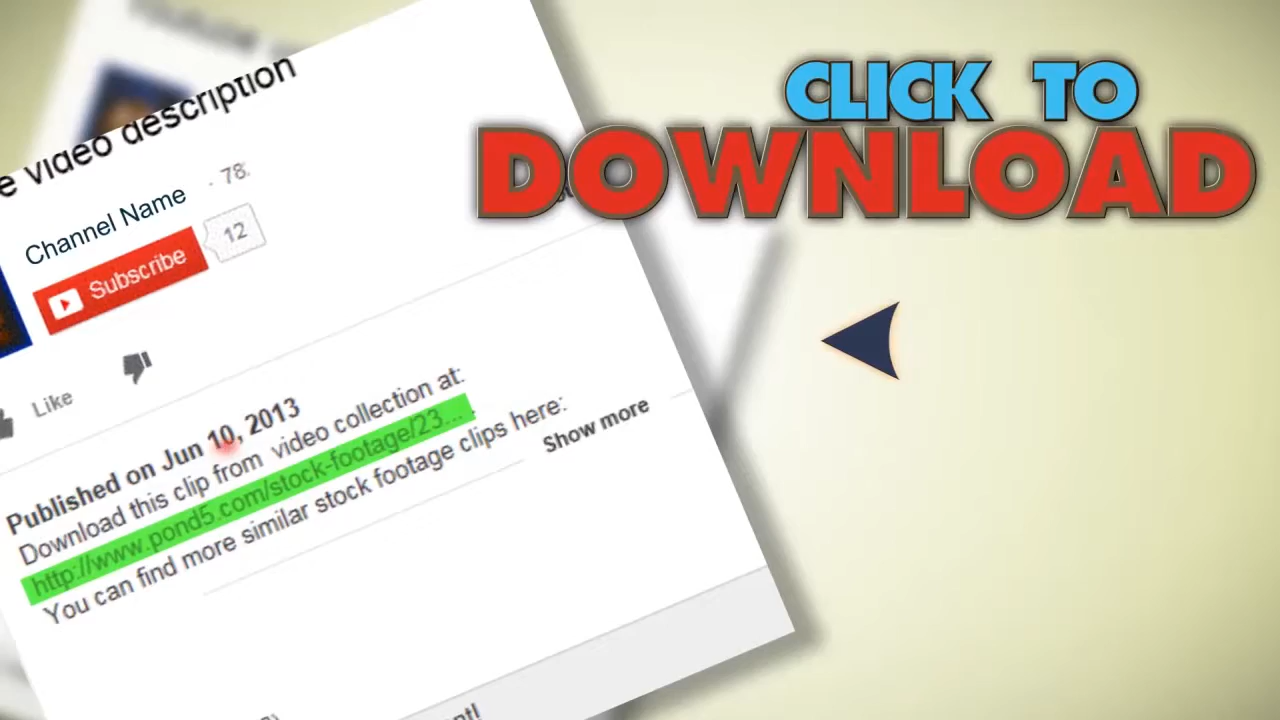 CLICK TO
DOWNLOAD
e video description
Channel Name
78
Subscribe
12
Like
Published on Jun 10, 2013
Download this clip from video collection at:
http://www.pond5.com/stock-footage/23...
You can find more similar stock footage clips here:
Show more